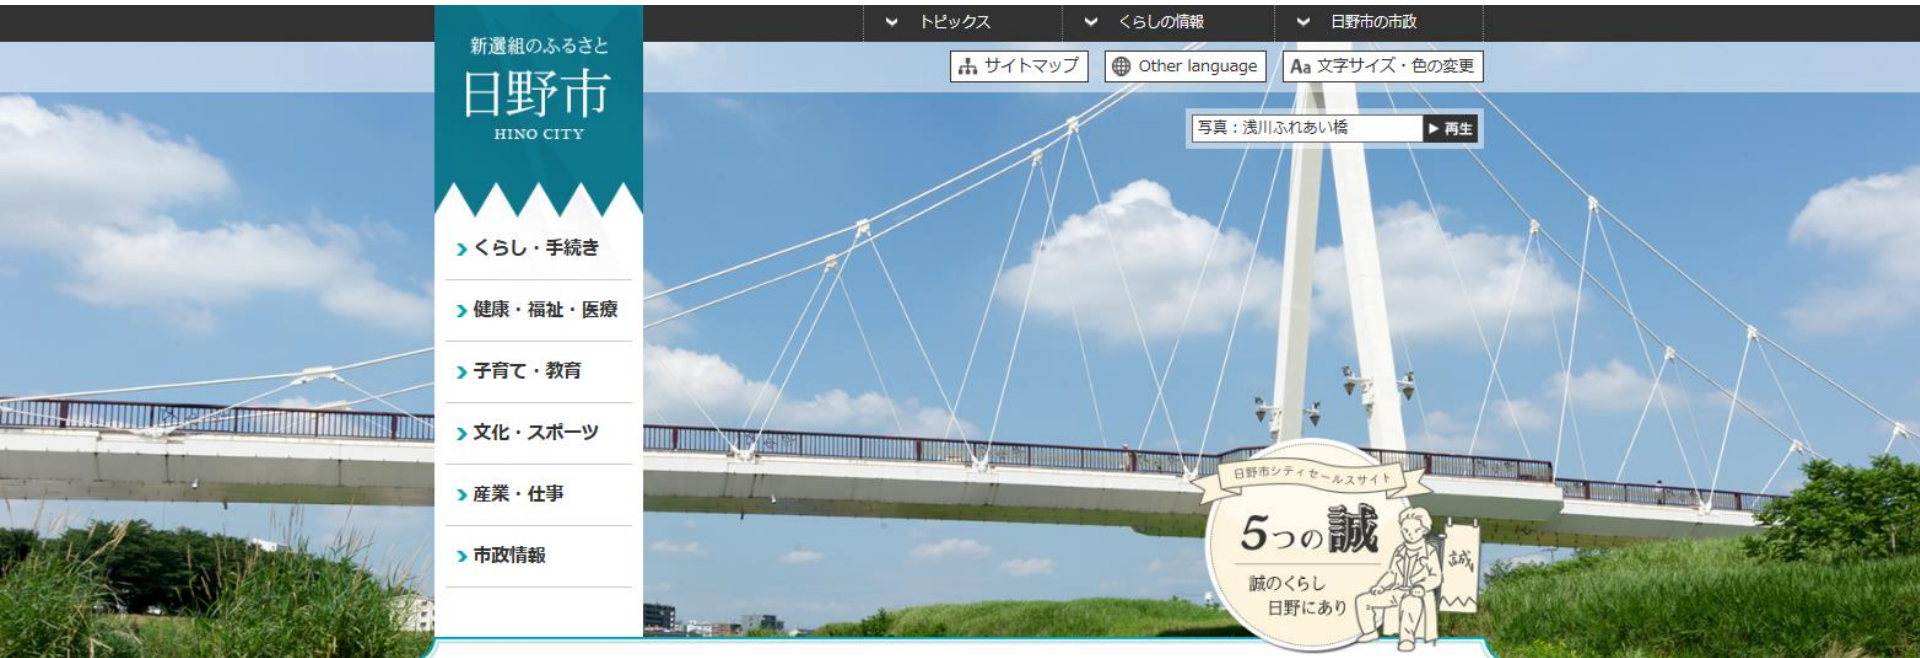 トピックス
くらしの情報
日野市の市政
新選組のふるさと
日野市
HINO CITY
サイトマップ
Other language
Aa 文字サイズ・色の変更
写真：浅川ふれあい橋
再生
くらし・手続き
健康・福祉・医療
子育て・教育
文化・スポーツ
産業・仕事
市政情報
日野市シティセールスサイト
5つの誠
誠
誠のくらし
日野にあり